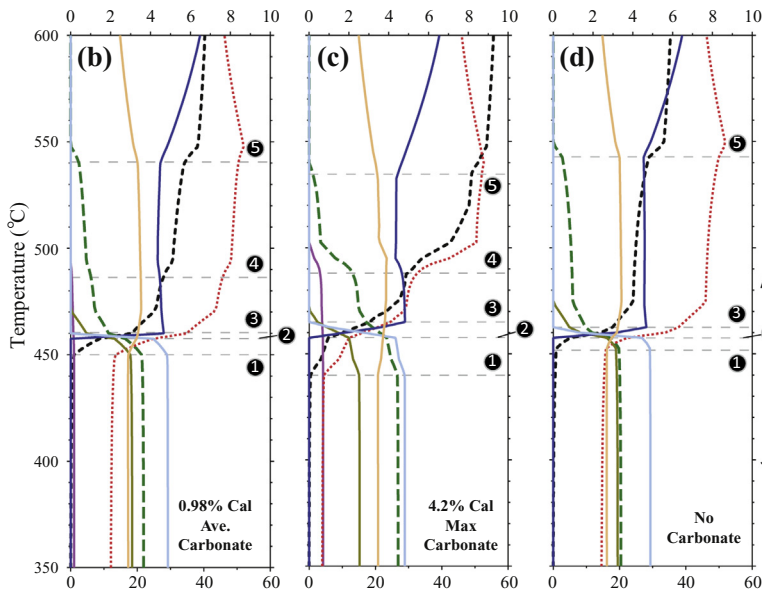 0 2 4 6 8 10
0 2 4 6 8 10
0 2 4 6 8 10
600
550
500
450
400
350
Temperature (°C)
(b)
(c)
(d)
5
4
3
2
1
0.98% Cal
Ave.
Carbonate
5
4
3
2
1
4.2% Cal
Max
Carbonate
5
3
1
No
Carbonate
0 20 40 60
0 20 40 60
0 20 40 60